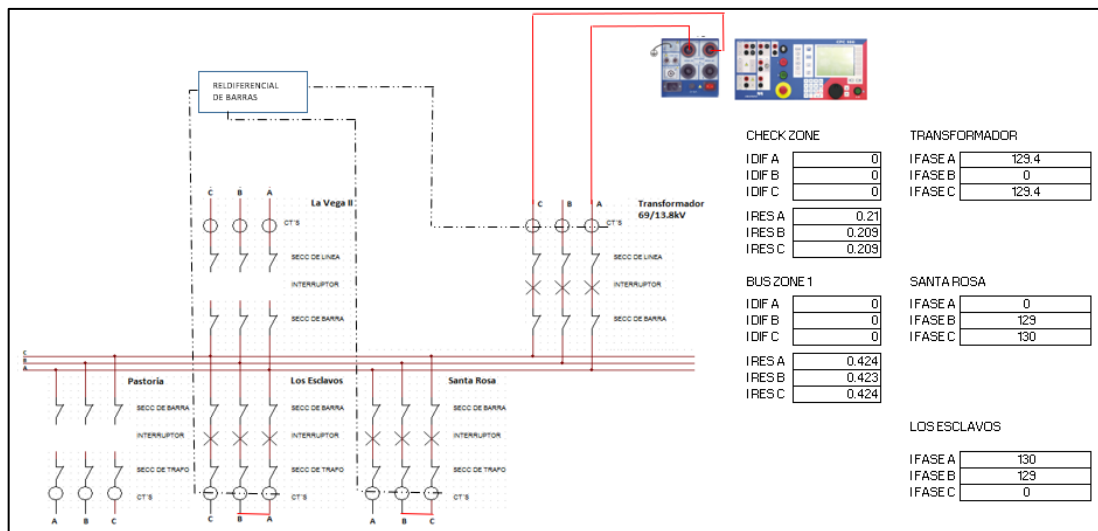 RELDIFERENCIAL
DE BARRAS
C B A
La Vega II
CT´S
SECC DE LINEA
INTERRUPTOR
SECC DE BARRA
C B A
Transformador
69/13.8kV
CT´S
SECC DE LINEA
INTERRUPTOR
SECC DE BARRA
C
B
A
Pastoria
SECC DE BARRA
INTERRUPTOR
SECC DE TRAFO
CT´S
A B C
Los Esclavos
SECC DE BARRA
INTERRUPTOR
SECC DE TRAFO
CT´S
C B A
Santa Rosa
SECC DE BARRA
INTERRUPTOR
SECC DE TRAFO
CT´S
A B C
CHECK ZONE
IDIF A 0
IDIF B 0
IDIF C 0
IRES A 0.21
IRES B 0.209
IRES C 0.209
TRANSFORMADOR
IFASE A 129.4
IFASE B 0
IFASE C 129.4
BUS ZONE 1
IDIF A 0
IDIF B 0
IDIF C 0
IRES A 0.424
IRES B 0.423
IRES C 0.424
SANTA ROSA
IFASE A 0
IFASE B 129
IFASE C 130
LOS ESCLAVOS
IFASE A 130
IFASE B 129
IFASE C 0